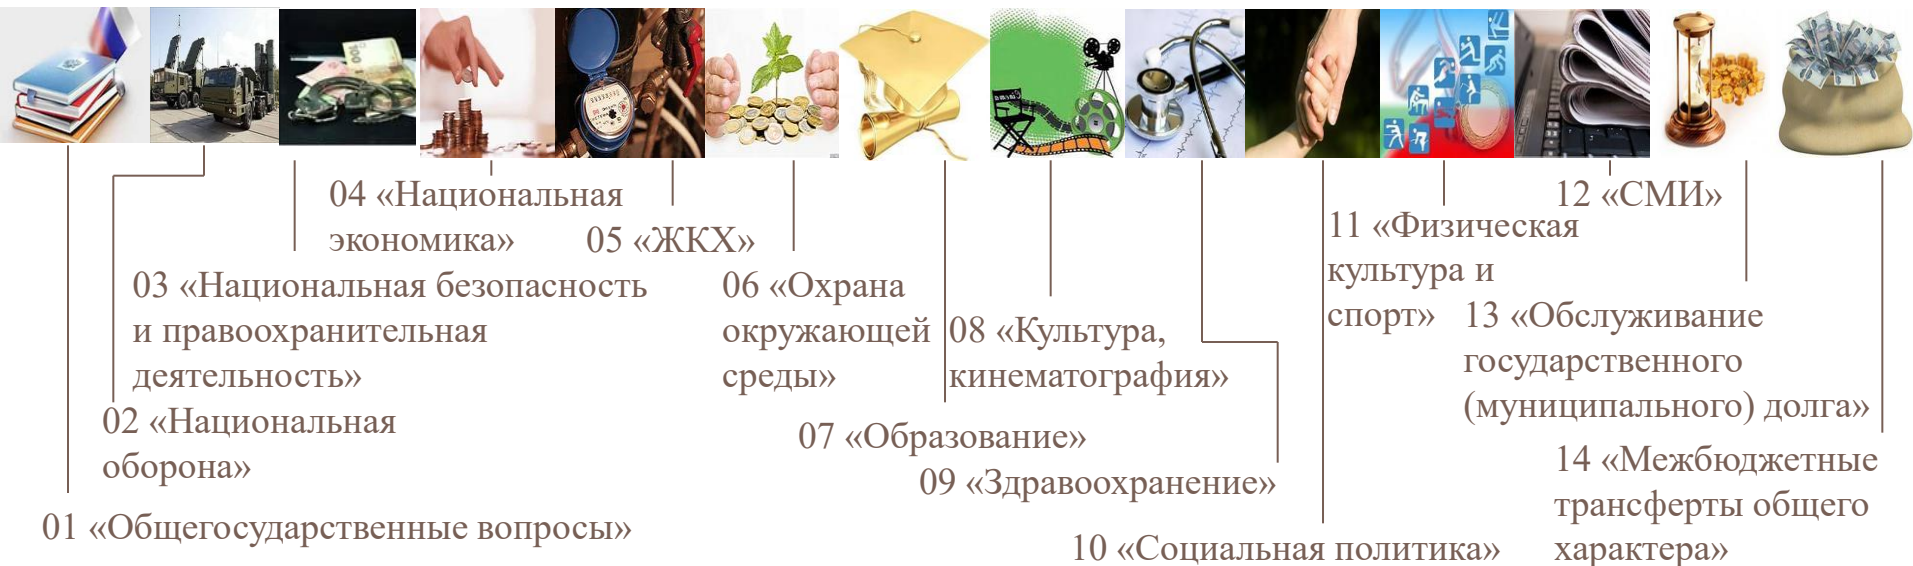 01 «Общегосударственные вопросы»
02 «Национальная
оборона»
03 «Национальная безопасность
и правоохранительная
деятельность»
04 «Национальная
экономика»
05 «ЖКХ»
06 «Охрана
окружающей
среды»
07 «Образование»
08 «Культура,
кинематография»
09 «Здравоохранение»
10 «Социальная политика»
11 «Физическая
культура и
спорт»
12 «СМИ»
13 «Обслуживание
государственного
(муниципального) долга»
14 «Межбюджетные
трансферты общего
характера»